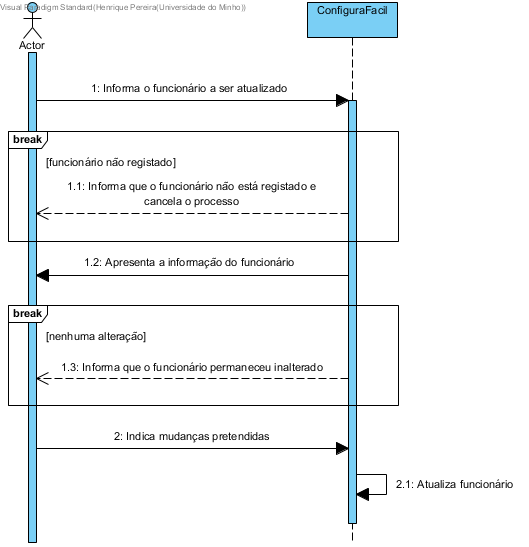 Visual Paradigm Standard(Henrique Pereira(Universidade do Minho))
ConfiguraFacil
Actor
1: Informa o funcionário a ser atualizado
break
[funcionário não registado]
1.1: Informa que o funcionário não está registado e
cancela o processo
1.2: Apresenta a informação do funcionário
break
[nenhuma alteração]
1.3: Informa que o funcionário permaneceu inalterado
2: Indica mudanças pretendidas
2.1: Atualiza funcionário